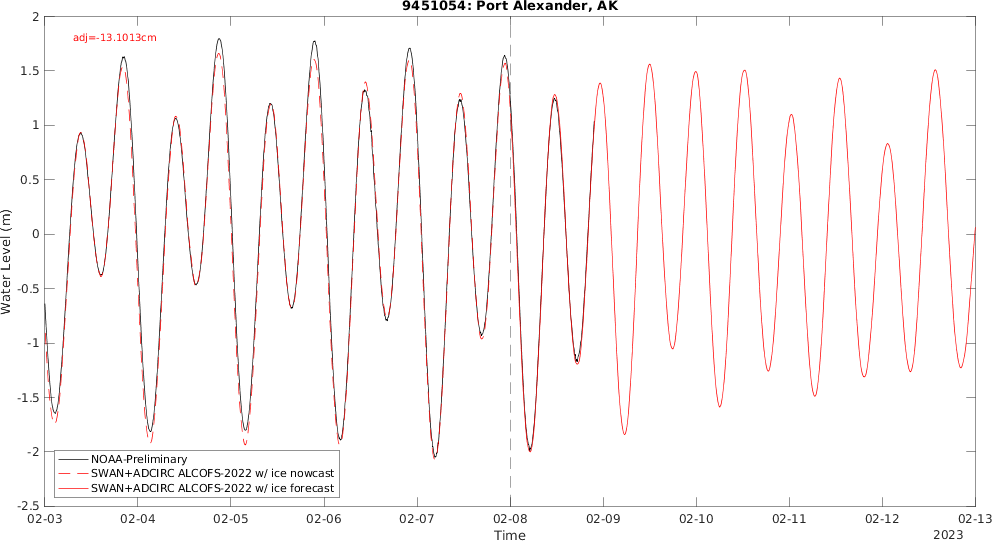 9451054: Port Alexander, AK
adj=-13.1013cm
2
1.5
1
0.5
0
-0.5
-1
-1.5
-2
-2.5
Water Level (m)
NOAA-Preliminary
SWAN+ADCIRC ALCOFS-2022 w/ ice nowcast
SWAN+ADCIRC ALCOFS-2022 w/ ice forecast
02-03 02-04 02-05 02-06 02-07 02-08 02-09 02-10 02-11 02-12 02-13
Time
2023